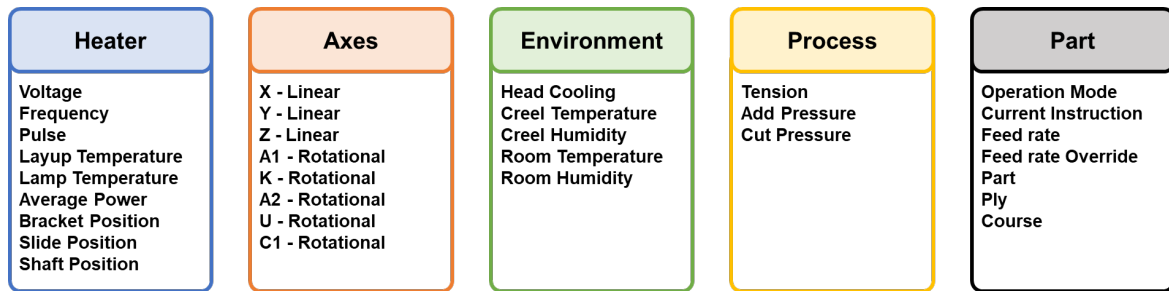 Heater
Voltage
Frequency
Pulse
Layup Temperature
Lamp Temperature
Average Power
Bracket Position
Slide Position
Shaft Position
Axes
X - Linear
Y - Linear
Z - Linear
A1 - Rotational
K - Rotational
A2 - Rotational
U - Rotational
C1 - Rotational
Environment
Head Cooling
Creel Temperature
Creel Humidity
Room Temperature
Room Humidity
Process
Tension
Add Pressure
Cut Pressure
Part
Operation Mode
Current Instruction
Feed rate
Feed rate Override
Part
Ply
Course